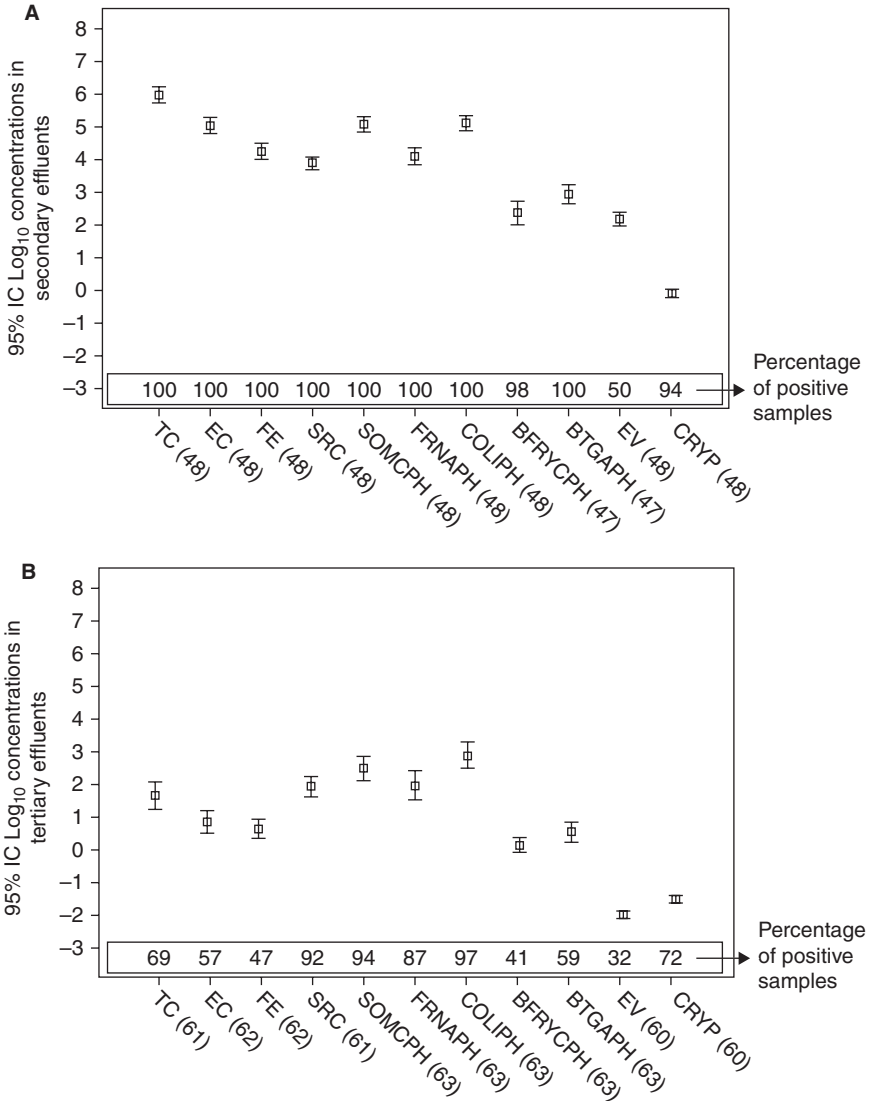 A
95% IC Log10 concentrations in
secondary effluents
8
7
6
5
4
3
2
1
0
–1
–2
–3
100 100 100 100 100 100 100 98 100 50 94
Percentage
of positive
samples
TC (48)
EC (48)
FE (48)
SRC (48)
SOMCPH (48)
FRNAPH (48)
COLIPH (48)
BFRYCPH (47)
BTGAPH (47)
EV (48)
CRYP (48)
B
95% IC Log10 concentrations in
tertiary effluents
8
7
6
5
4
3
2
1
0
–1
–2
–3
69 57 47 92 94 87 97 41 59 32 72
Percentage
of positive
samples
TC (61)
EC (62)
FE (62)
SRC (61)
SOMCPH (63)
FRNAPH (63)
COLIPH (63)
BFRYCPH (63)
BTGAPH (63)
EV (60)
CRYP (60)